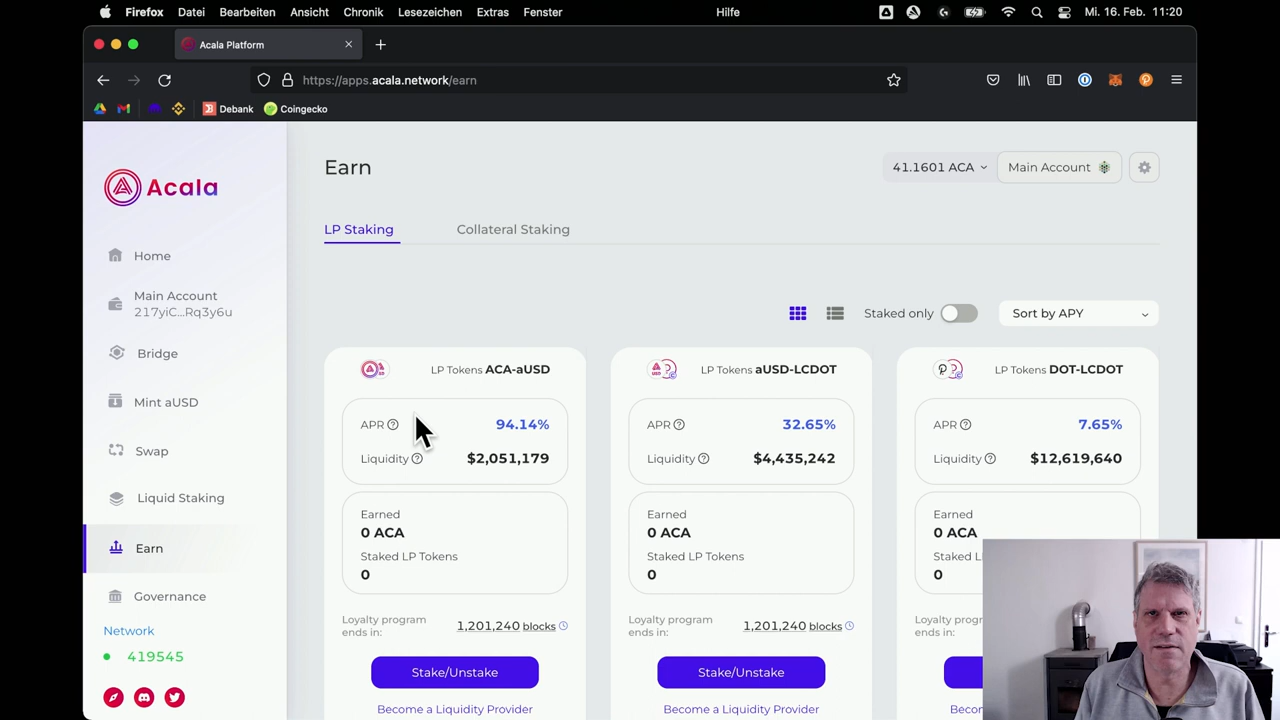 Firefox Datei Bearbeiten Ansicht Chronik Lesezeichen Extras Fenster Hilfe Mi. 16. Feb. 11:20
Acala Platform
https://apps.acala.network/earn
Debank Coingecko
Acala
Home
Main Account
217yiC...Rq3y6u
Bridge
Mint aUSD
Swap
Liquid Staking
Earn
Governance
Network
419545
Earn
41.1601 ACA Main Account
LP Staking Collateral Staking
Staked only Sort by APY
LP Tokens ACA-aUSD
APR 94.14%
Liquidity $2,051,179
Earned
0 ACA
Staked LP Tokens
0
Loyalty program
ends in: 1,201,240 blocks
Stake/Unstake
Become a Liquidity Provider
LP Tokens aUSD-LCDOT
APR 32.65%
Liquidity $4,435,242
Earned
0 ACA
Staked LP Tokens
0
Loyalty program
ends in: 1,201,240 blocks
Stake/Unstake
Become a Liquidity Provider
LP Tokens DOT-LCDOT
APR 7.65%
Liquidity $12,619,640
Earned
0 ACA
Staked L
0
Loyalty
ends in:
Beco